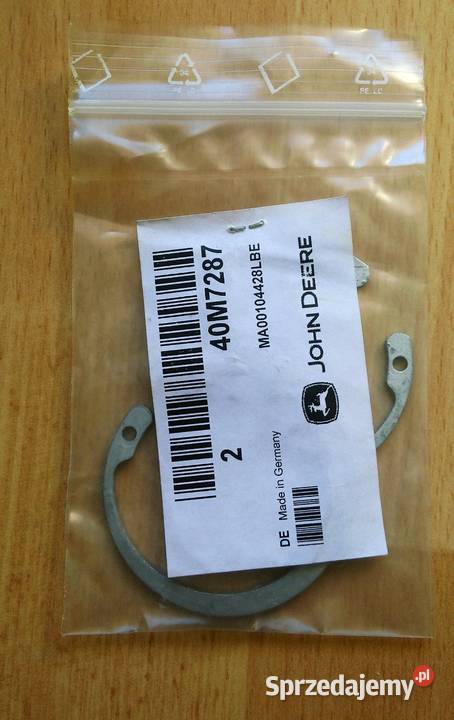 PE-LD
40M7287
2
MA00104428LBE
JOHN DEERE
DE Made in Germany
Sprzedajemy.pl